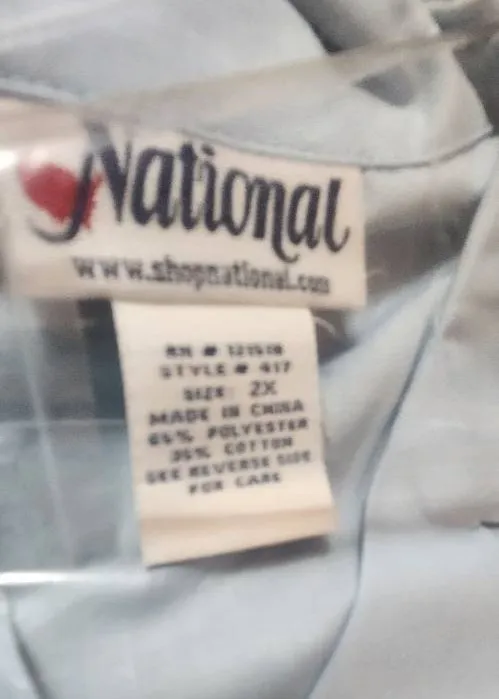 National
www.shopnational.com
RN #
STYLE # 417
SIZE: 2X
MADE IN CHINA
65% POLYESTER
35% COTTON
SEE REVERSE SIDE
FOR CARE